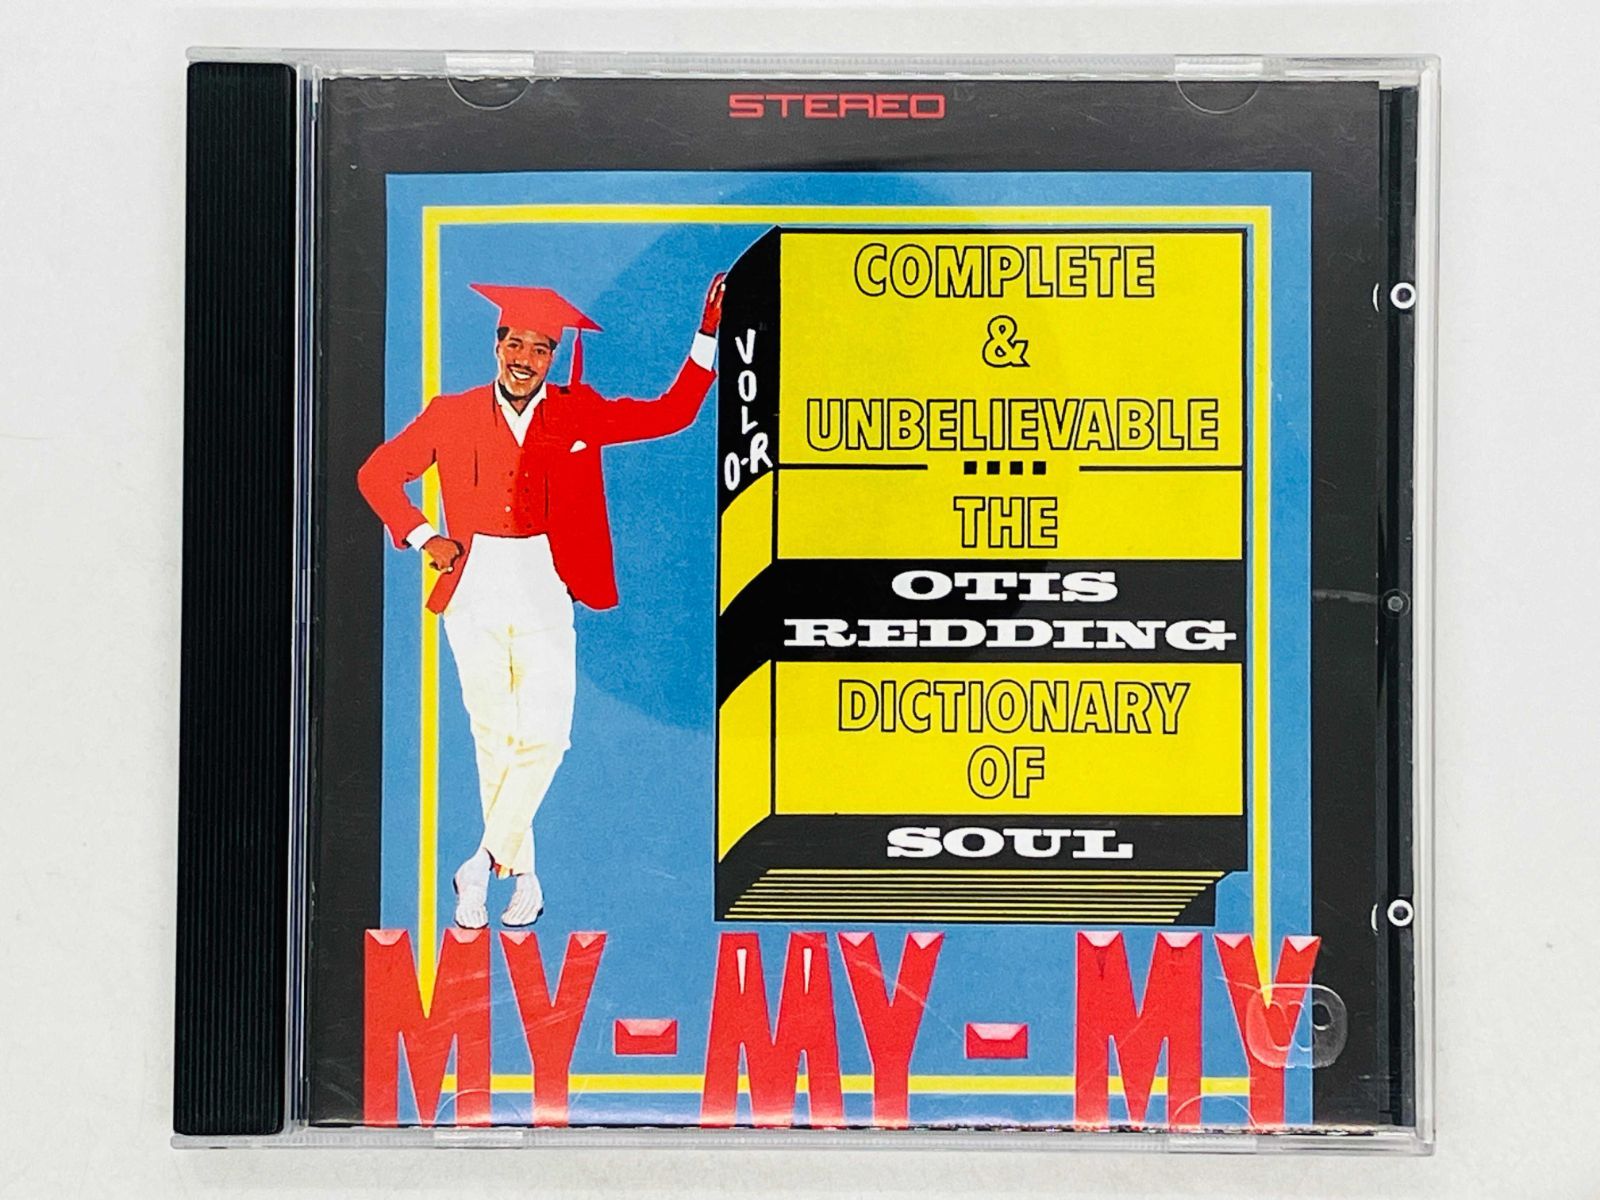 STEREO
VOL
O-R
COMPLETE
&
UNBELIEVABLE
....
THE
OTIS
REDDING
DICTIONARY
OF
SOUL
MY-MY-MY